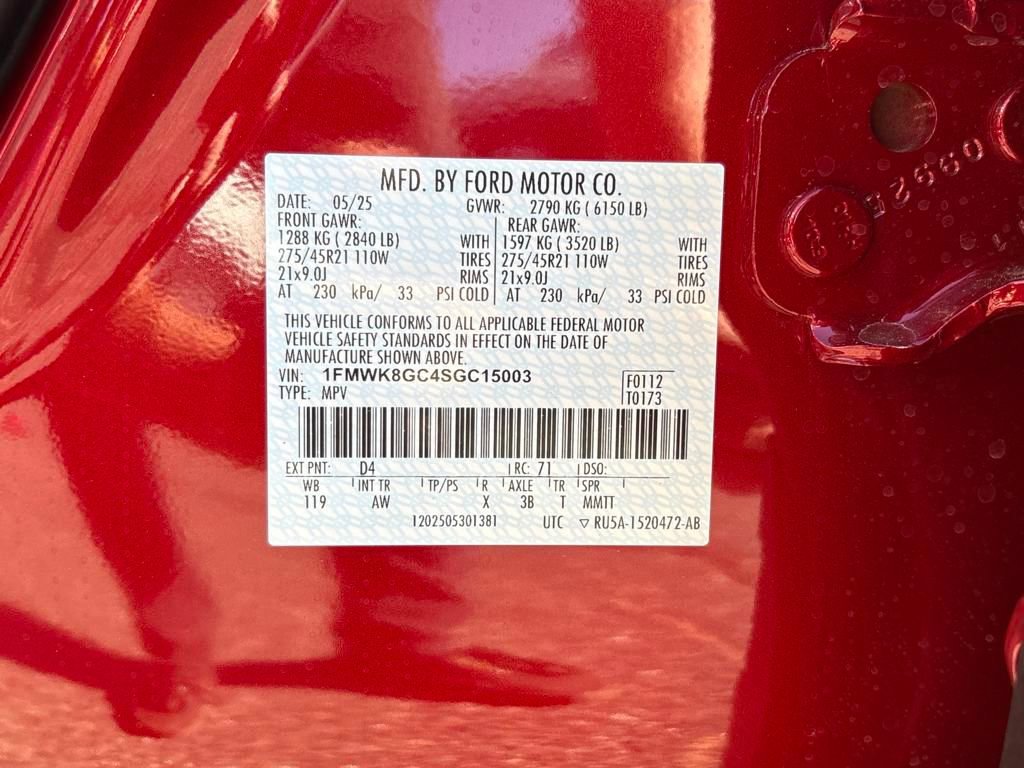 MFD. BY FORD MOTOR CO.
DATE: 05/25 GVWR: 2790 KG ( 6150 LB)
FRONT GAWR: REAR GAWR:
1288 KG ( 2840 LB) WITH 1597 KG ( 3520 LB) WITH
275/45R21 110W TIRES 275/45R21 110W TIRES
21x9.0J RIMS 21x9.0J RIMS
AT 230 kPa/ 33 PSI COLD AT 230 kPa/ 33 PSI COLD
THIS VEHICLE CONFORMS TO ALL APPLICABLE FEDERAL MOTOR
VEHICLE SAFETY STANDARDS IN EFFECT ON THE DATE OF
MANUFACTURE SHOWN ABOVE.
VIN: 1FMWK8GC4SGC15003
TYPE: MPV
F0112
T0173
EXT PNT: D4 RC: 71 DSO:
WB INT TR TP/PS R AXLE TR SPR
119 AW X 3B T MMTT
1202505301381 UTC ▽ RU5A-1520472-AB